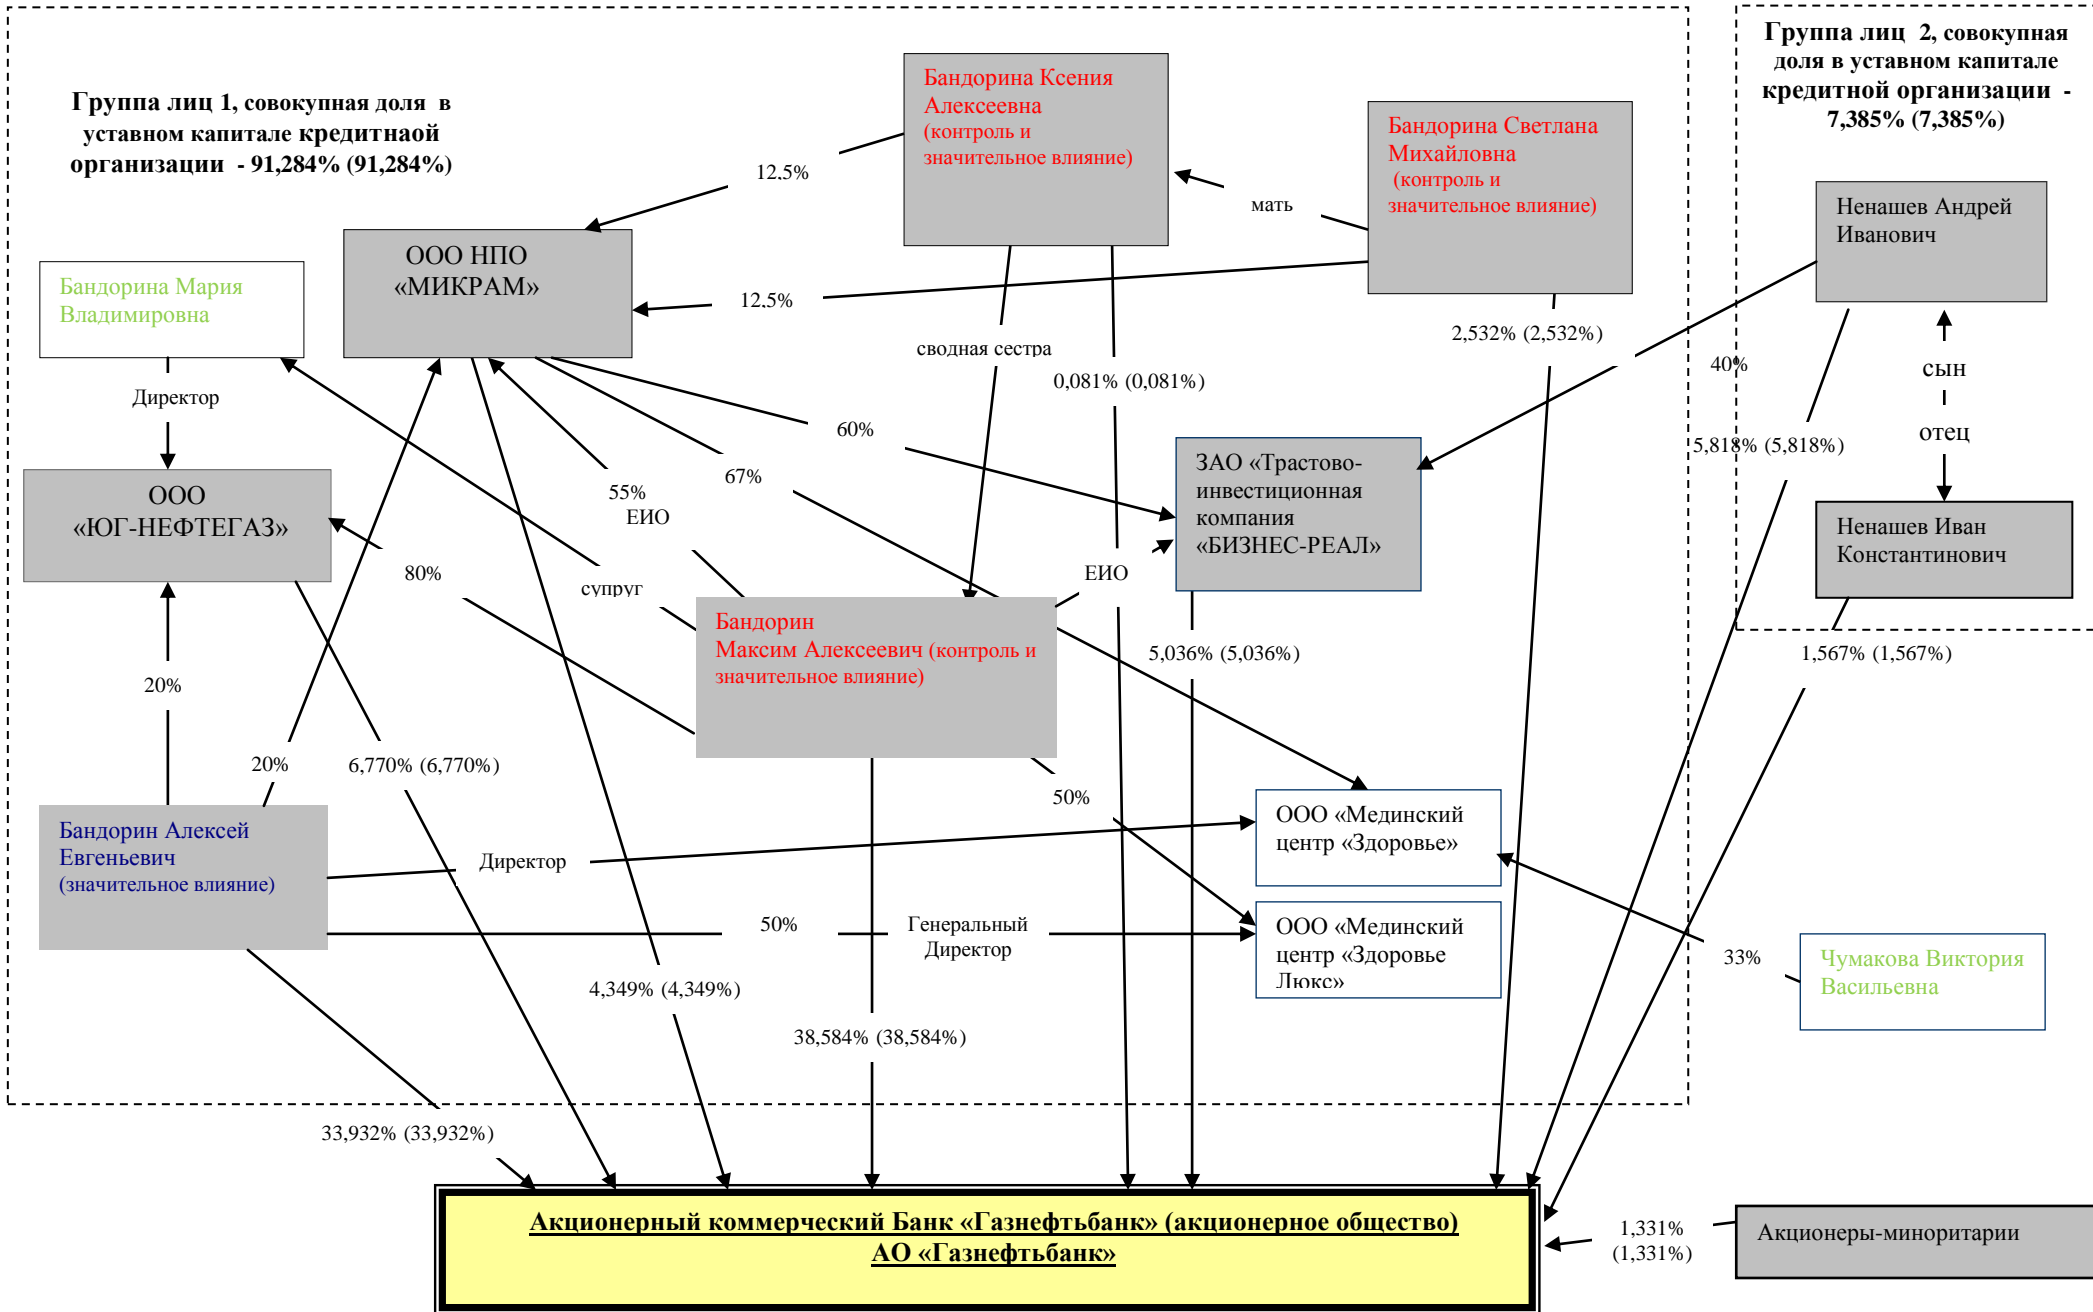 Группа лиц 1, совокупная доля в
уставном капитале кредитнаой
организации - 91,284% (91,284%)
Группа лиц 2, совокупная
доля в уставном капитале
кредитной организации -
7,385% (7,385%)
Бандорина Ксения
Алексеевна
(контроль и
значительное влияние)
Бандорина Светлана
Михайловна
(контроль и
значительное влияние)
12,5%
мать
Ненашев Андрей
Иванович
ООО НПО
«МИКРАМ»
Бандорина Мария
Владимировна
12,5%
сводная сестра
2,532% (2,532%)
0,081% (0,081%)
40%
сын
Директор
60%
отец
5,818% (5,818%)
67%
ЗАО «Трастово-
инвестиционная
компания
«БИЗНЕС-РЕАЛ»
ООО
«ЮГ-НЕФТЕГАЗ»
55%
ЕИО
Ненашев Иван
Константинович
80%
супруг
ЕИО
Бандорин
Максим Алексеевич (контроль и
значительное влияние)
5,036% (5,036%)
1,567% (1,567%)
20%
20%
6,770% (6,770%)
50%
Бандорин Алексей
Евгеньевич
(значительное влияние)
ООО «Мединский
центр «Здоровье»
Директор
50%
Генеральный
Директор
ООО «Мединский
центр «Здоровье
Люкс»
33%
Чумакова Виктория
Васильевна
4,349% (4,349%)
38,584% (38,584%)
33,932% (33,932%)
Акционерный коммерческий Банк «Газнефтьбанк» (акционерное общество)
АО «Газнефтьбанк»
1,331%
(1,331%)
Акционеры-миноритарии